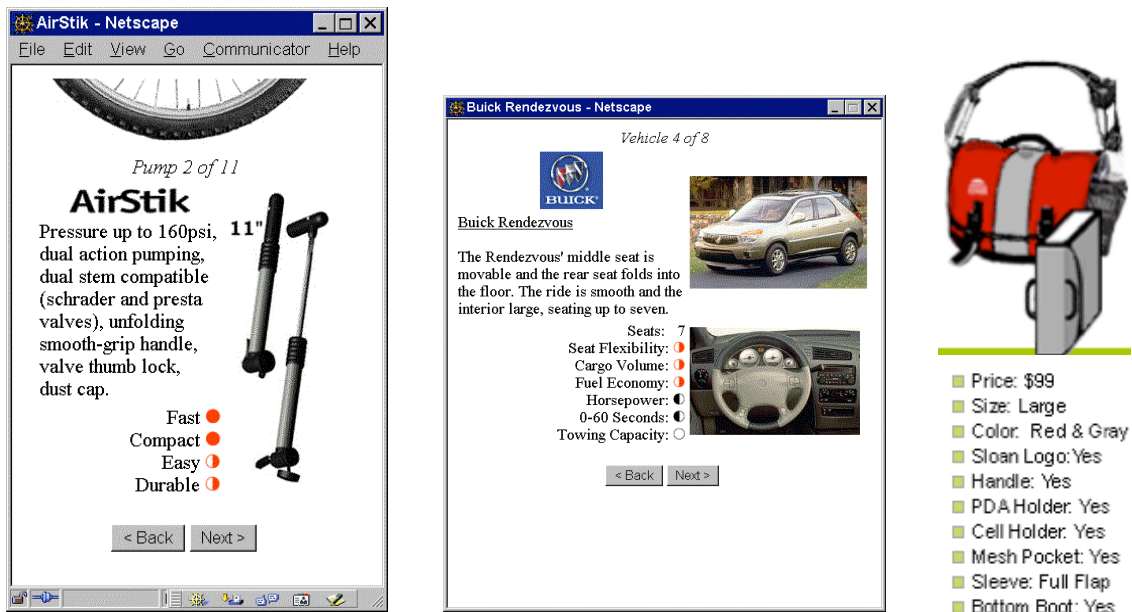 AirStik - Netscape
File Edit View Go Communicator Help
Pump 2 of 11
AirStik
Pressure up to 160psi,
dual action pumping,
dual stem compatible
(schrader and presta
valves), unfolding
smooth-grip handle,
valve thumb lock,
dust cap.
11"
Fast
Compact
Easy
Durable
< Back Next >
Buick Rendezvous - Netscape
Vehicle 4 of 8
BUICK
Buick Rendezvous
The Rendezvous' middle seat is
movable and the rear seat folds into
the floor. The ride is smooth and the
interior large, seating up to seven.
Seats: 7
Seat Flexibility:
Cargo Volume:
Fuel Economy:
Horsepower:
0-60 Seconds:
Towing Capacity:
< Back Next >
Price: $99
Size: Large
Color: Red & Gray
Sloan Logo:Yes
Handle: Yes
PDA Holder: Yes
Cell Holder: Yes
Mesh Pocket: Yes
Sleeve: Full Flap
Bottom Boot: Yes